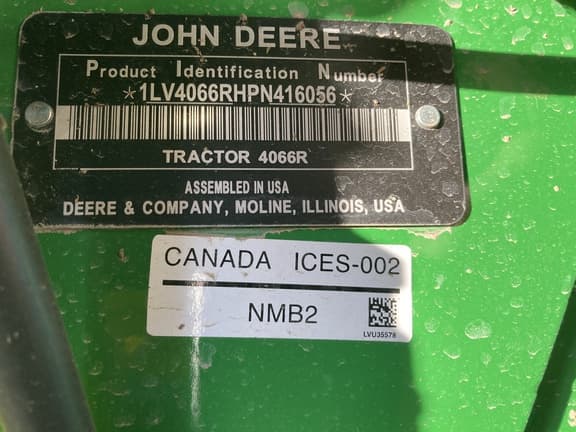 JOHN DEERE
Product Identification Number
*1LV4066RHPN416056*
TRACTOR 4066R
ASSEMBLED IN USA
DEERE & COMPANY, MOLINE, ILLINOIS, USA
CANADA ICES-002
NMB2
LVU35578